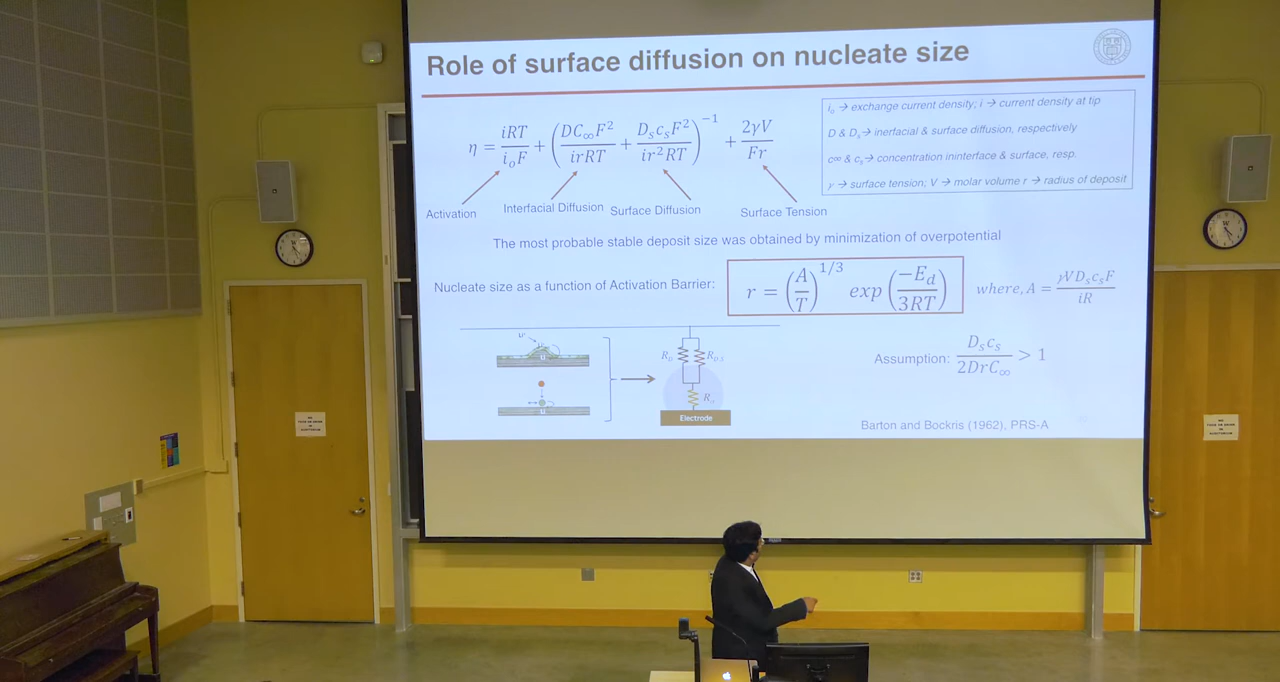 Role of surface diffusion on nucleate size
η = iRT/i₀F + (DC∞F²/irRT + DₛcₛF²/ir²RT)⁻¹ + 2γV/Fr
i₀ → exchange current density; i → current density at tip
D & Dₛ → inerfacial & surface diffusion, respectively
c∞ & cₛ → concentration ininterface & surface, resp.
γ → surface tension; V → molar volume r → radius of deposit
Activation
Interfacial Diffusion
Surface Diffusion
Surface Tension
The most probable stable deposit size was obtained by minimization of overpotential
Nucleate size as a function of Activation Barrier:
r = (A/T)^1/3 exp(−E_d/3RT)
where, A = γVDₛcₛF/iR
Assumption: Dₛcₛ/2DrC∞ > 1
Electrode
Barton and Bockris (1962), PRS-A